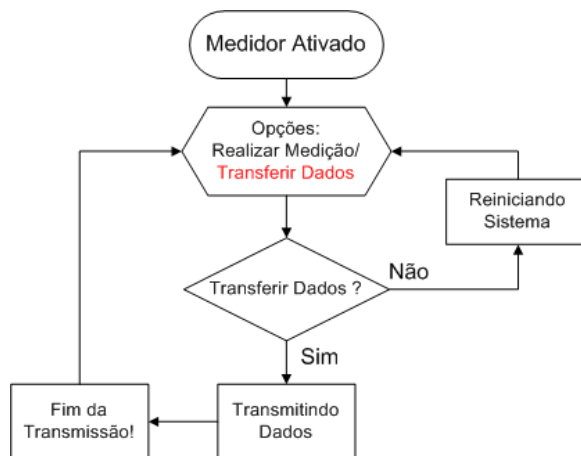 Medidor Ativado
Opções:
Realizar Medição/
Transferir Dados
Reiniciando
Sistema
Transferir Dados ?
Não
Sim
Fim da
Transmissão!
Transmitindo
Dados